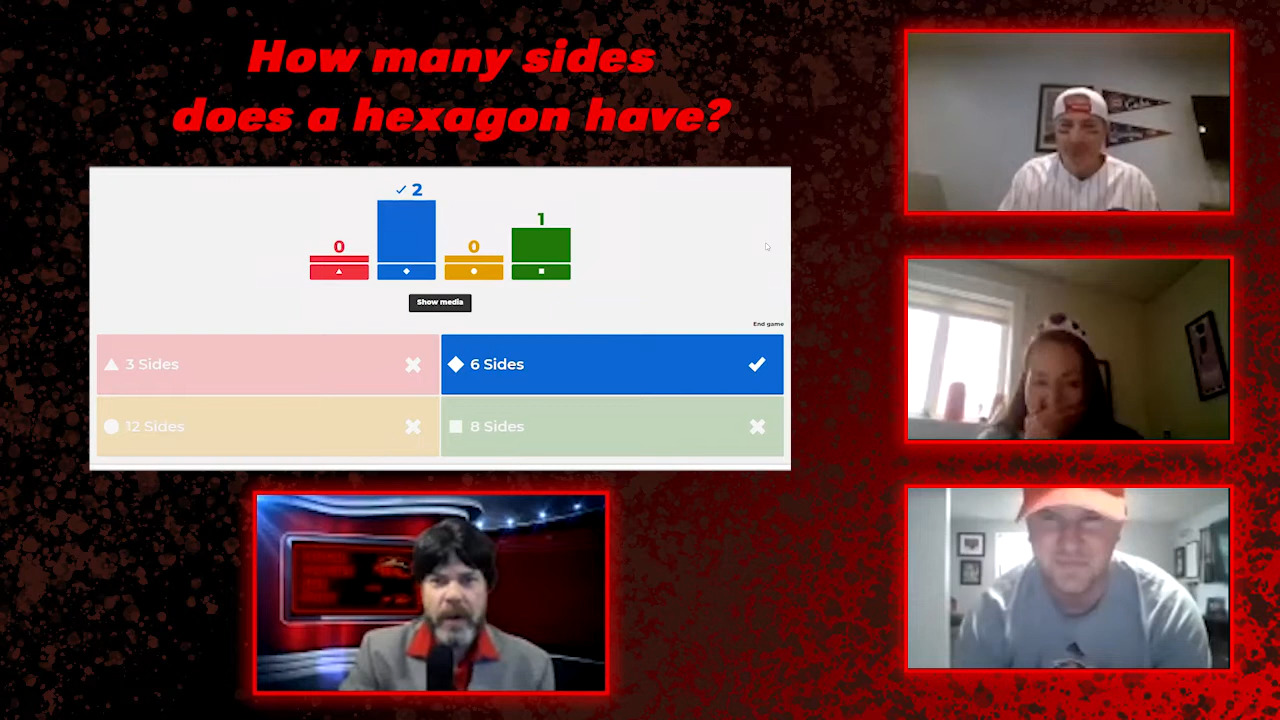 How many sides
does a hexagon have?
0
2
0
1
Show media
End game
3 Sides
6 Sides
12 Sides
8 Sides